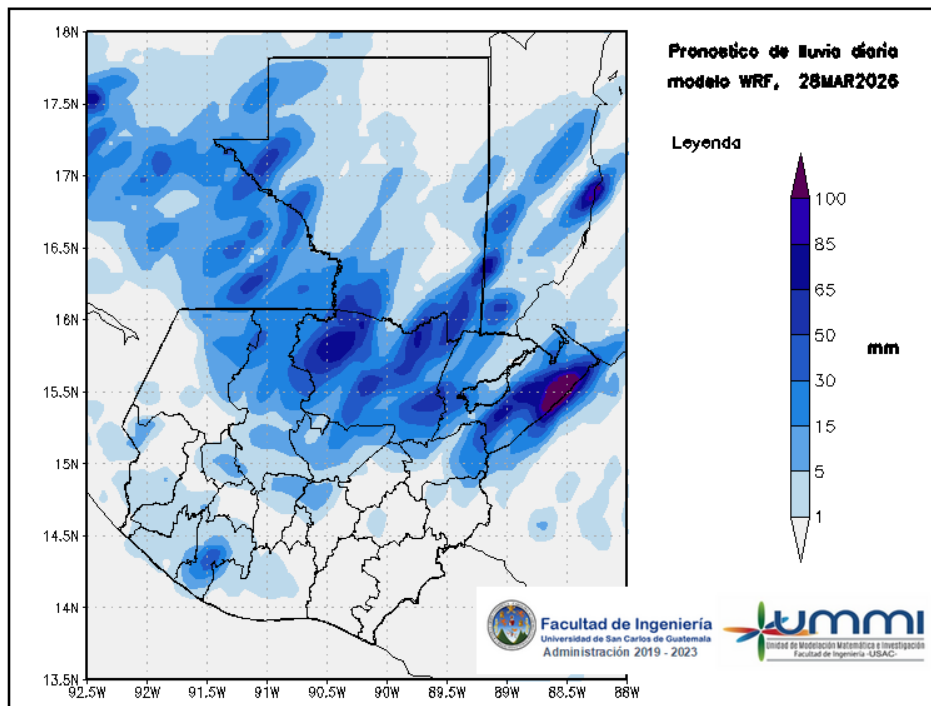 Pronostico de lluvia diaria
modelo WRF, 28MAR2026
Leyenda
100
85
65
50
30
15
5
1
mm
18N
17.5N
17N
16.5N
16N
15.5N
15N
14.5N
14N
13.5N
92.5W 92W 91.5W 91W 90.5W 90W 89.5W 89W 88.5W 88W
Facultad de Ingeniería
Universidad de San Carlos de Guatemala
Administración 2019 - 2023
UMMI
Unidad de Modelación Matemática e Investigación
Facultad de Ingeniería -USAC-